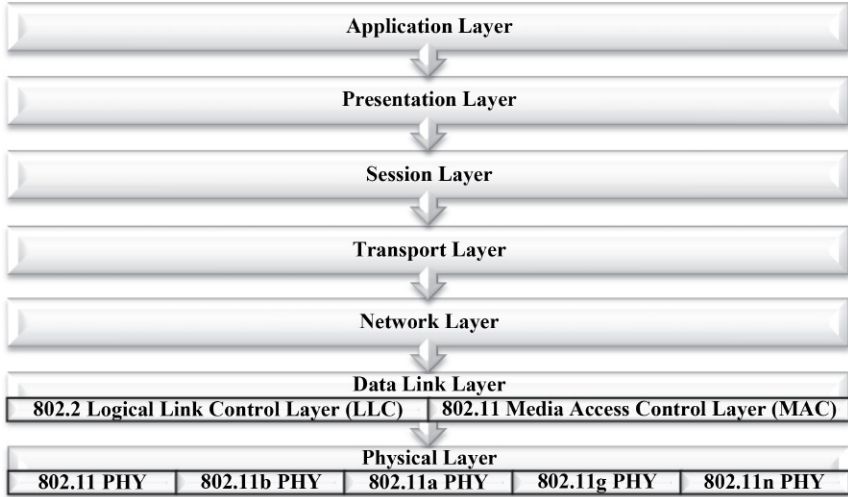 Application Layer
Presentation Layer
Session Layer
Transport Layer
Network Layer
Data Link Layer
802.2 Logical Link Control Layer (LLC) 802.11 Media Access Control Layer (MAC)
Physical Layer
802.11 PHY 802.11b PHY 802.11a PHY 802.11g PHY 802.11n PHY